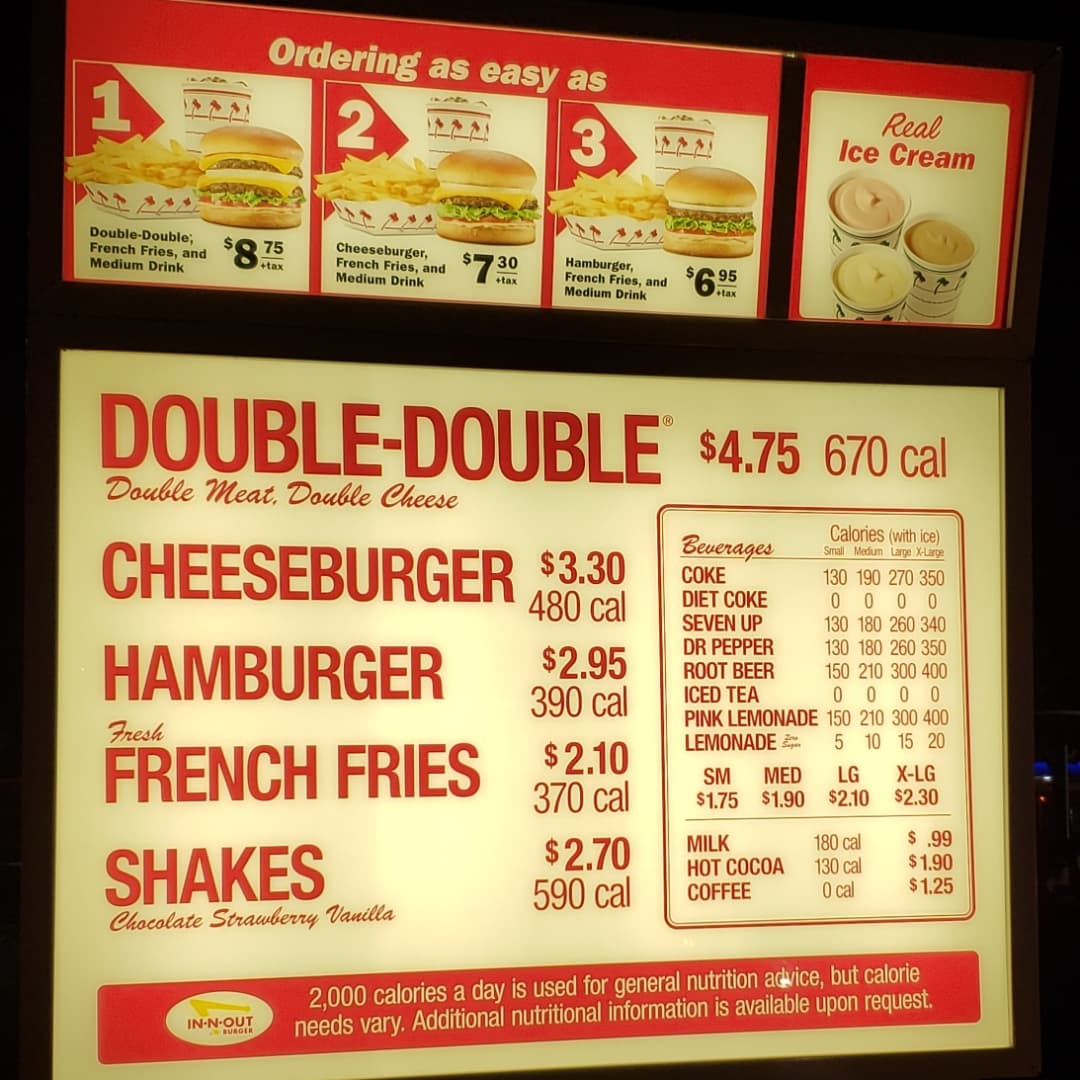 Ordering as easy as
1
Double-Double,
French Fries, and
Medium Drink
$8 75
+tax
2
Cheeseburger,
French Fries, and
Medium Drink
$7 30
+tax
3
Hamburger,
French Fries, and
Medium Drink
$6 95
+tax
Real
Ice Cream
DOUBLE-DOUBLE® $4.75 670 cal
Double Meat, Double Cheese
CHEESEBURGER $3.30
480 cal
HAMBURGER $2.95
390 cal
Fresh
FRENCH FRIES $2.10
370 cal
SHAKES $2.70
590 cal
Chocolate Strawberry Vanilla
Beverages Calories (with ice)
Small Medium Large X-Large
COKE 130 190 270 350
DIET COKE 0 0 0 0
SEVEN UP 130 180 260 340
DR PEPPER 130 180 260 350
ROOT BEER 150 210 300 400
ICED TEA 0 0 0 0
PINK LEMONADE 150 210 300 400
LEMONADE Zero Sugar 5 10 15 20
SM MED LG X-LG
$1.75 $1.90 $2.10 $2.30
MILK 180 cal $ .99
HOT COCOA 130 cal $1.90
COFFEE 0 cal $1.25
IN-N-OUT
BURGER
2,000 calories a day is used for general nutrition advice, but calorie
needs vary. Additional nutritional information is available upon request.